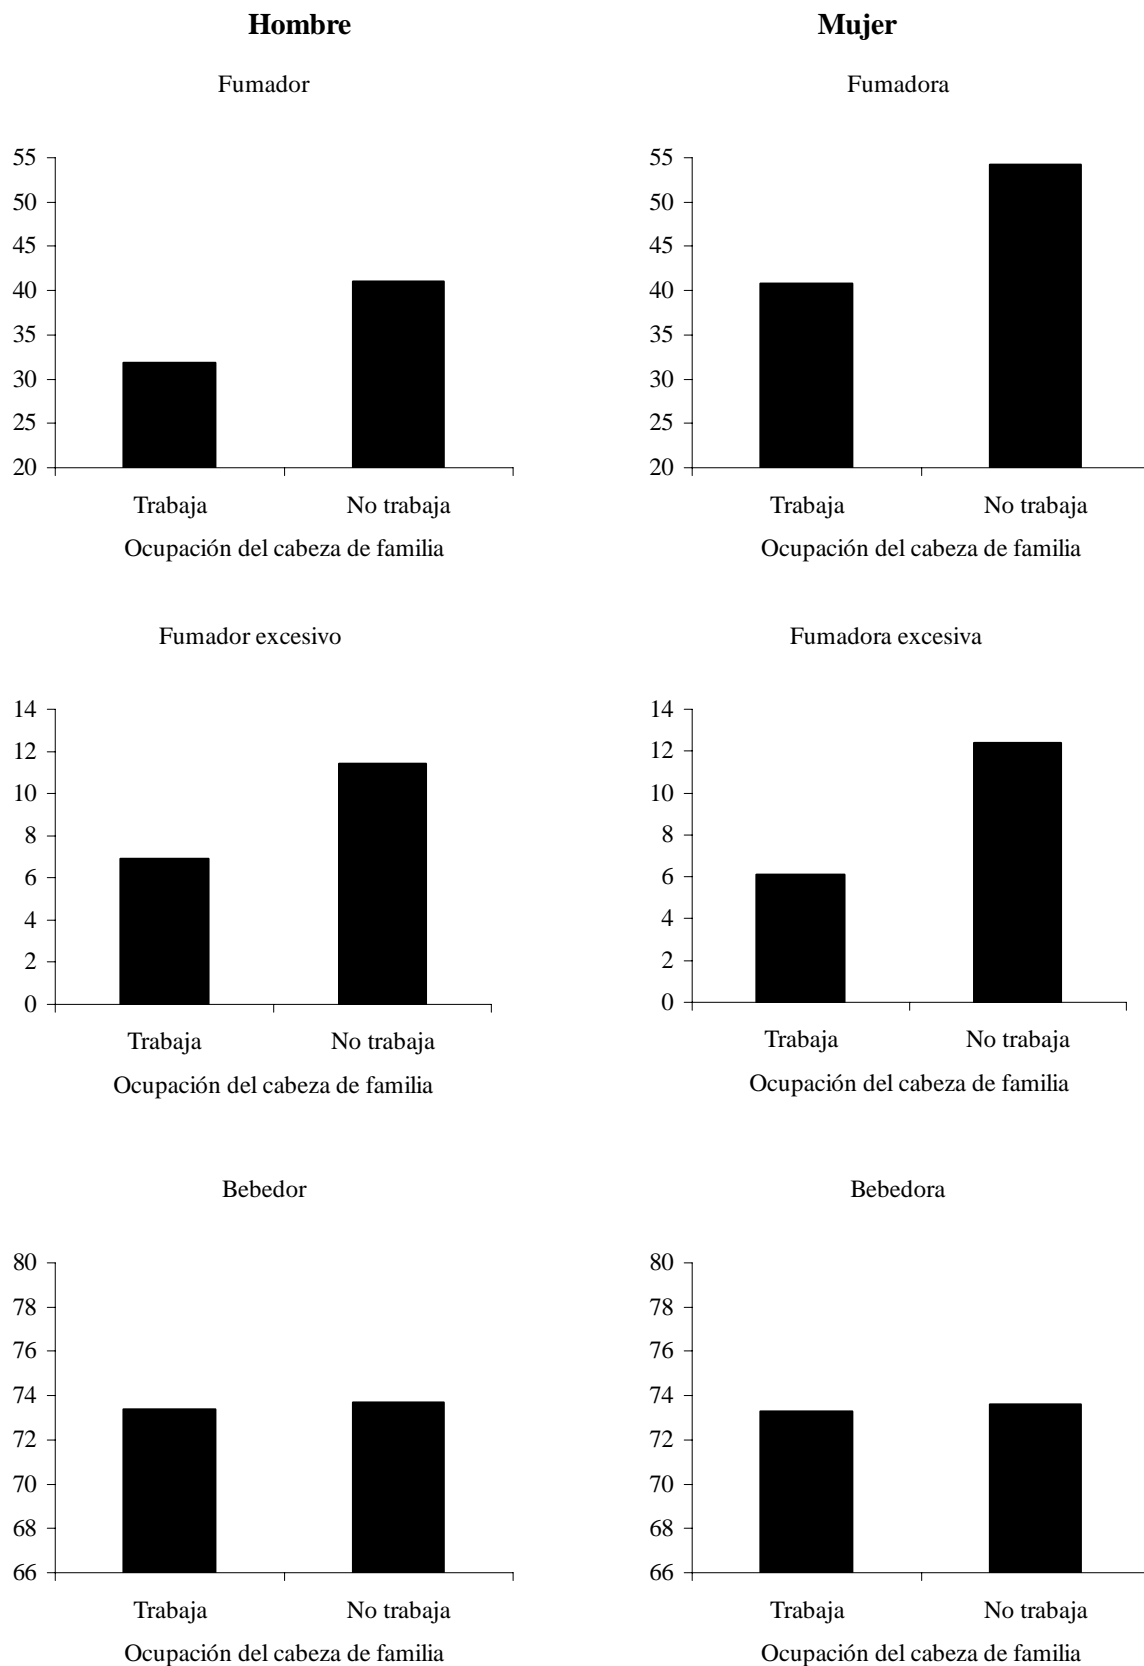 Hombre
Mujer
Fumador
Fumadora
55
50
45
40
35
30
25
20
Trabaja
No trabaja
Ocupación del cabeza de familia
55
50
45
40
35
30
25
20
Trabaja
No trabaja
Ocupación del cabeza de familia
Fumador excesivo
Fumadora excesiva
14
12
10
8
6
4
2
0
Trabaja
No trabaja
Ocupación del cabeza de familia
14
12
10
8
6
4
2
0
Trabaja
No trabaja
Ocupación del cabeza de familia
Bebedor
Bebedora
80
78
76
74
72
70
68
66
Trabaja
No trabaja
Ocupación del cabeza de familia
80
78
76
74
72
70
68
66
Trabaja
No trabaja
Ocupación del cabeza de familia